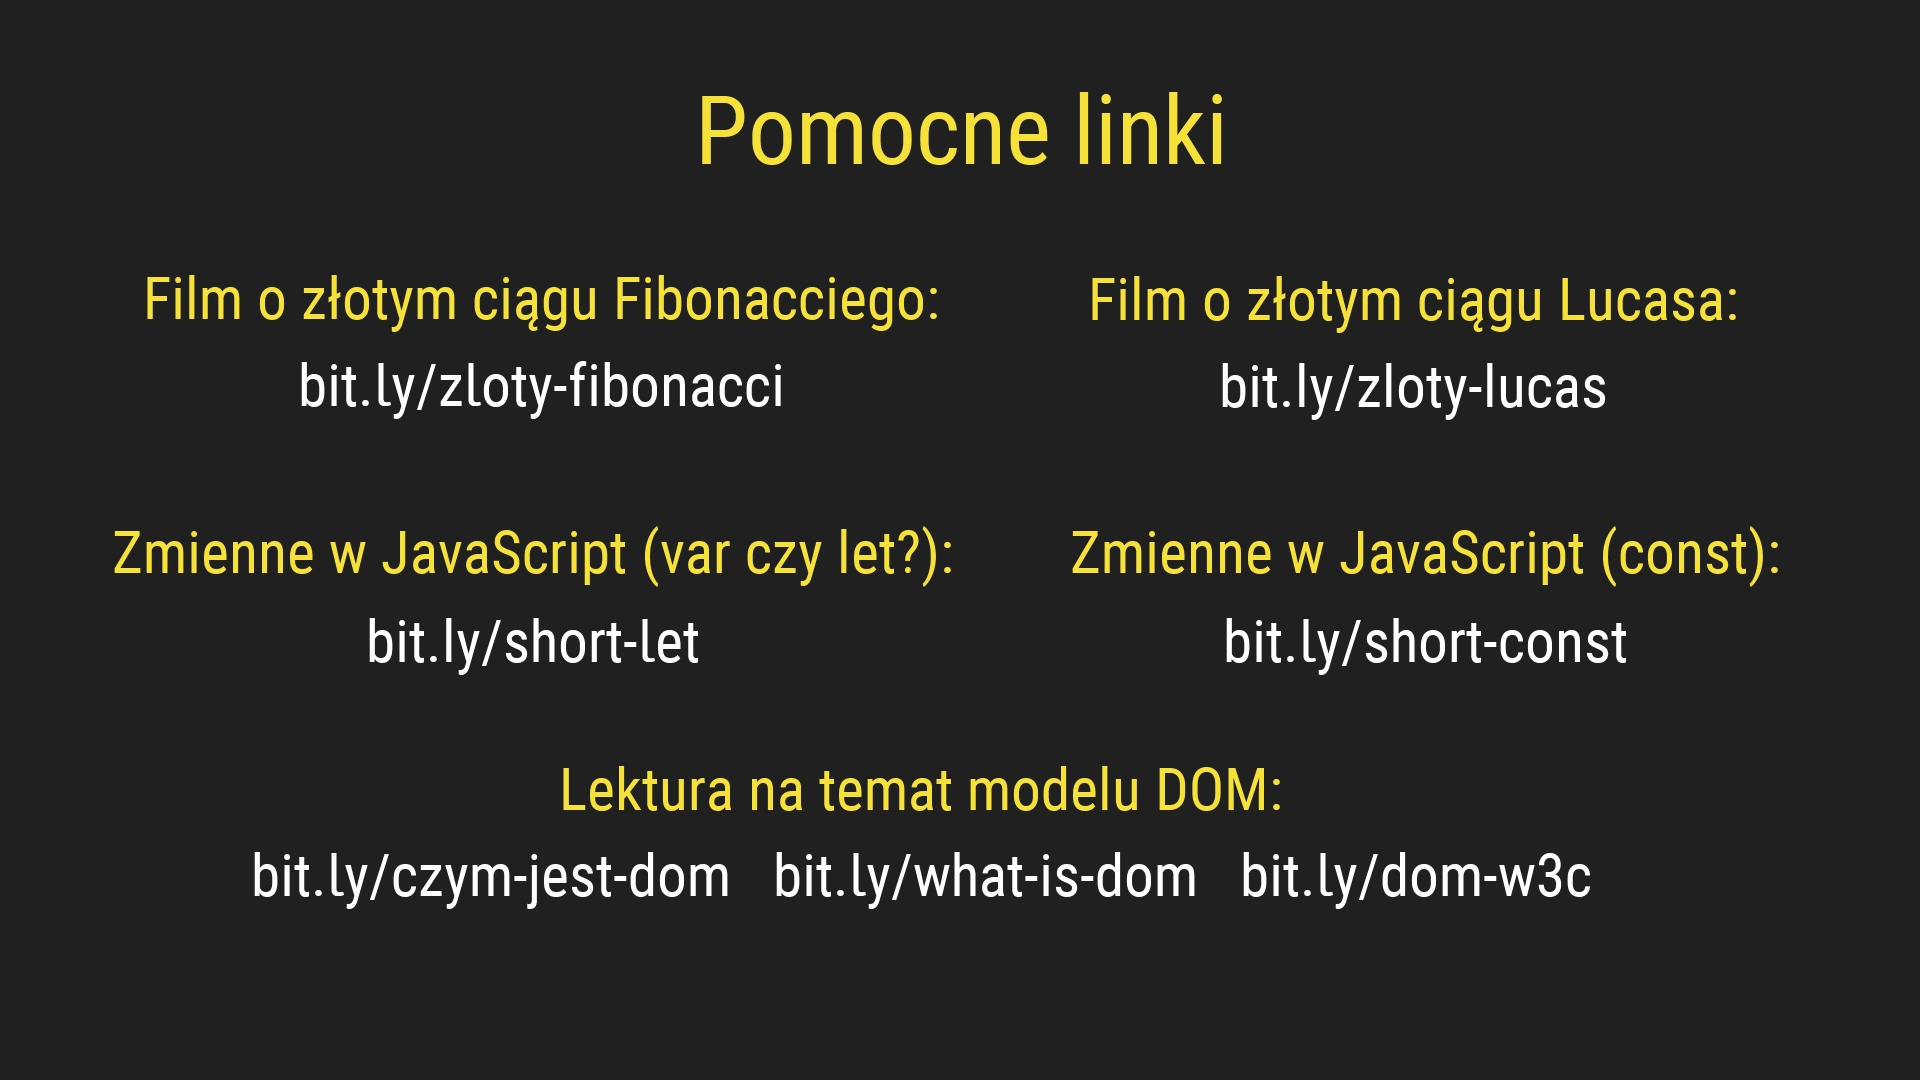 Pomocne linki
Film o złotym ciągu Fibonacciego:
bit.ly/zloty-fibonacci
Film o złotym ciągu Lucasa:
bit.ly/zloty-lucas
Zmienne w JavaScript (var czy let?):
bit.ly/short-let
Zmienne w JavaScript (const):
bit.ly/short-const
Lektura na temat modelu DOM:
bit.ly/czym-jest-dom bit.ly/what-is-dom bit.ly/dom-w3c